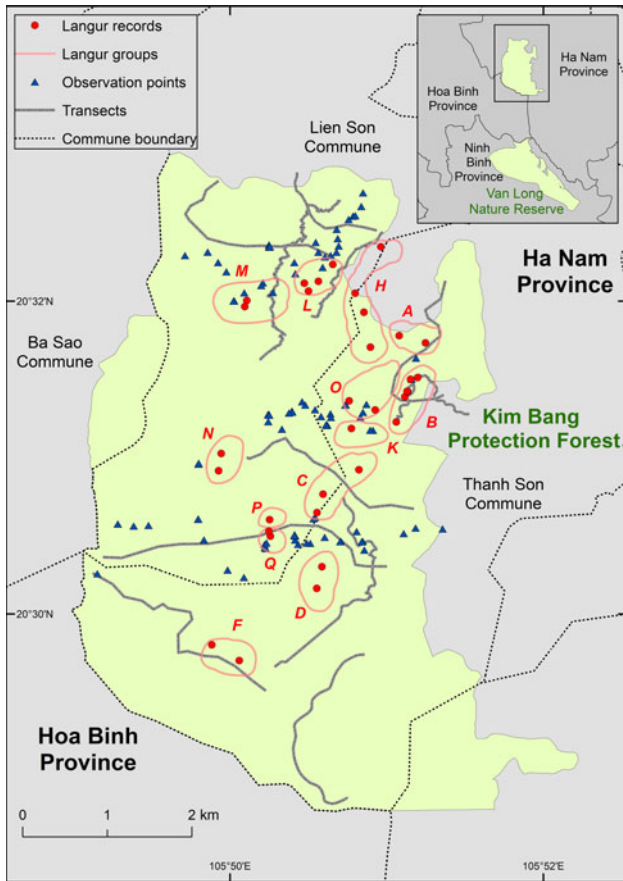 Langur records
Langur groups
Observation points
Transects
Commune boundary
Ha Nam
Province
Hoa Binh
Province
Ninh
Binh
Province
Van Long
Nature Reserve
Lien Son
Commune
Ha Nam
Province
M
L
H
A
20°32'
Ba Sao
Commune
O
B
Kim Bang
Protection Forest
K
N
C
Thanh Son
Commune
P
Q
D
20°30'
F
Hoa Binh
Province
0 1 2 km
105°50'
105°52'